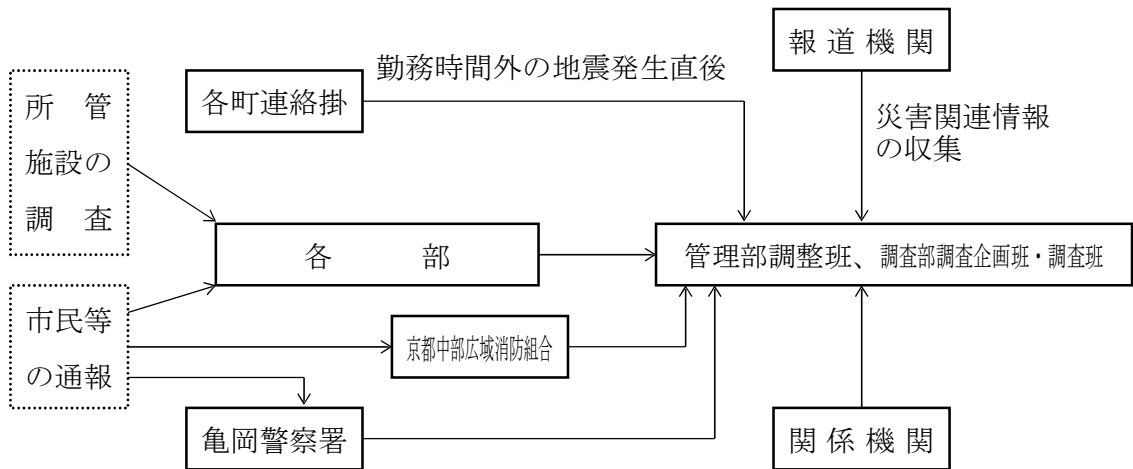 報道機関
勤務時間外の地震発生直後
所管
施設の
調査
各町連絡掛
災害関連情報
の収集
各部
管理部調整班、調査部調査企画班・調査班
市民等
の通報
京都中部広域消防組合
亀岡警察署
関係機関